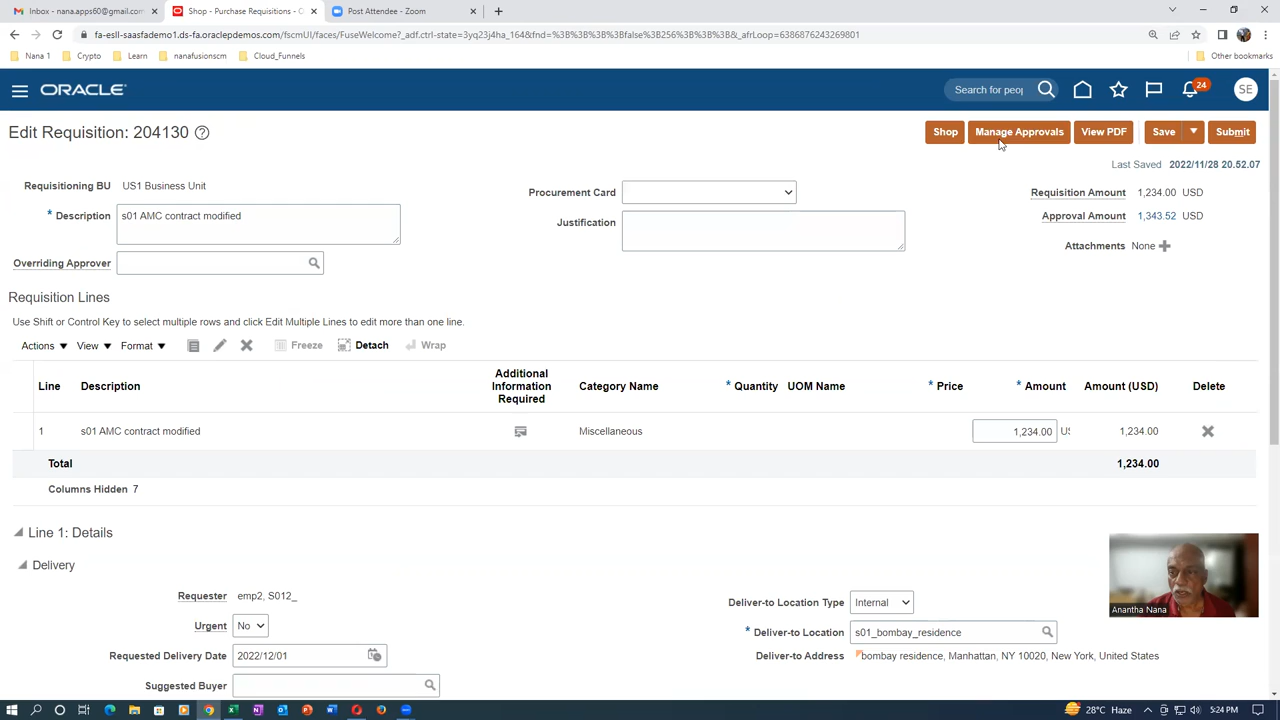 Inbox - nana.apps60@gmail.com
Shop - Purchase Requisitions - O
Post Attendee - Zoom
fa-esll-saasfademo1.ds-fa.oraclepdemos.com/fscmUI/faces/FuseWelcome?_adf.ctrl-state=3yq23j4ha_164&fnd=%3B%3B%3B%3Bfalse%3B256%3B%3B%3B&_afrLoop=6386876243269801
Nana 1
Crypto
Learn
nanafusionscm
Cloud_Funnels
Other bookmarks
ORACLE
Search for peop
24
SE
Edit Requisition: 204130
Shop
Manage Approvals
View PDF
Save
Submit
Last Saved 2022/11/28 20.52.07
Requisitioning BU US1 Business Unit
* Description s01 AMC contract modified
Overriding Approver
Procurement Card
Justification
Requisition Amount 1,234.00 USD
Approval Amount 1,343.52 USD
Attachments None
Requisition Lines
Use Shift or Control Key to select multiple rows and click Edit Multiple Lines to edit more than one line.
Actions View Format Freeze Detach Wrap
Line Description Additional Information Required Category Name * Quantity UOM Name * Price * Amount Amount (USD) Delete
1 s01 AMC contract modified Miscellaneous 1,234.00 US 1,234.00
Total 1,234.00
Columns Hidden 7
Line 1: Details
Delivery
Requester emp2, S012_
Urgent No
Requested Delivery Date 2022/12/01
Suggested Buyer
Deliver-to Location Type Internal
* Deliver-to Location s01_bombay_residence
Deliver-to Address bombay residence, Manhattan, NY 10020, New York, United States
Anantha Nana
28°C Haze
5:24 PM